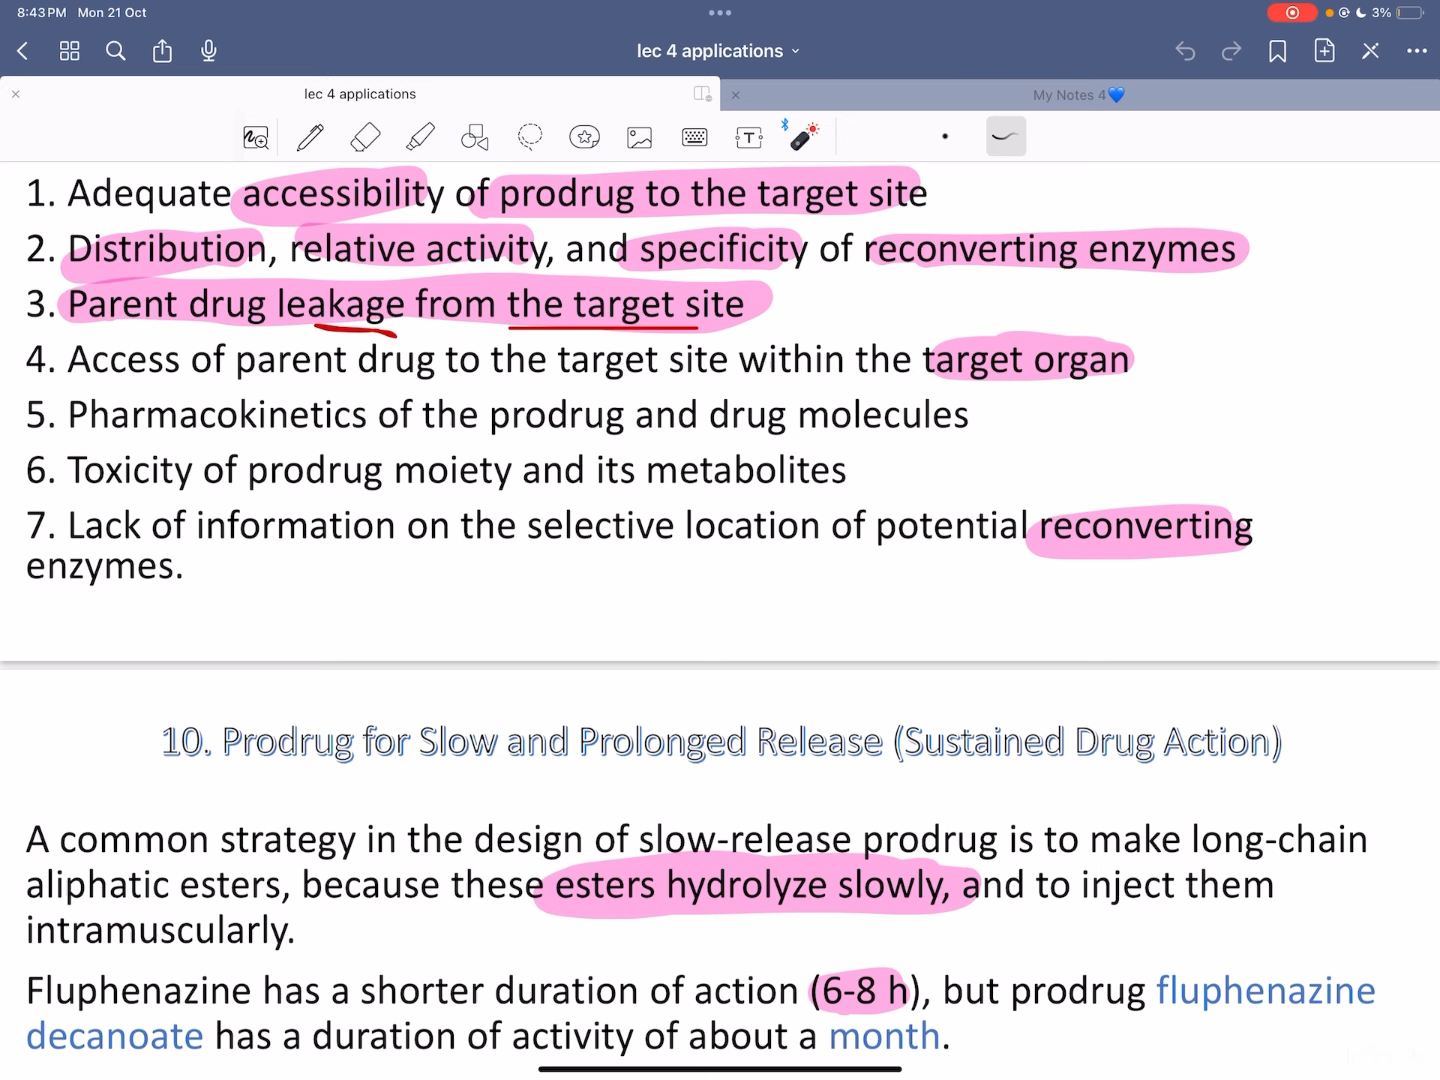 8:43 PM Mon 21 Oct
3%
lec 4 applications
lec 4 applications
My Notes 4💙
1. Adequate accessibility of prodrug to the target site
2. Distribution, relative activity, and specificity of reconverting enzymes
3. Parent drug leakage from the target site
4. Access of parent drug to the target site within the target organ
5. Pharmacokinetics of the prodrug and drug molecules
6. Toxicity of prodrug moiety and its metabolites
7. Lack of information on the selective location of potential reconverting
enzymes.
10. Prodrug for Slow and Prolonged Release (Sustained Drug Action)
A common strategy in the design of slow-release prodrug is to make long-chain
aliphatic esters, because these esters hydrolyze slowly, and to inject them
intramuscularly.
Fluphenazine has a shorter duration of action (6-8 h), but prodrug fluphenazine
decanoate has a duration of activity of about a month.